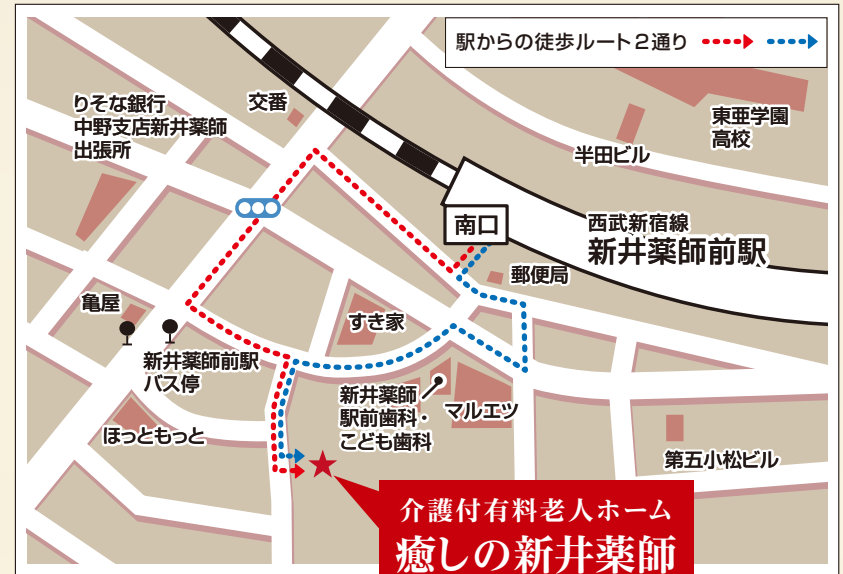 駅からの徒歩ルート2通り
りそな銀行
中野支店新井薬師
出張所
交番
東亜学園
高校
半田ビル
南口
西武新宿線
新井薬師前駅
郵便局
亀屋
すき家
新井薬師前駅
バス停
新井薬師
駅前歯科・
こども歯科
マルエツ
ほっともっと
第五小松ビル
介護付有料老人ホーム
癒しの新井薬師